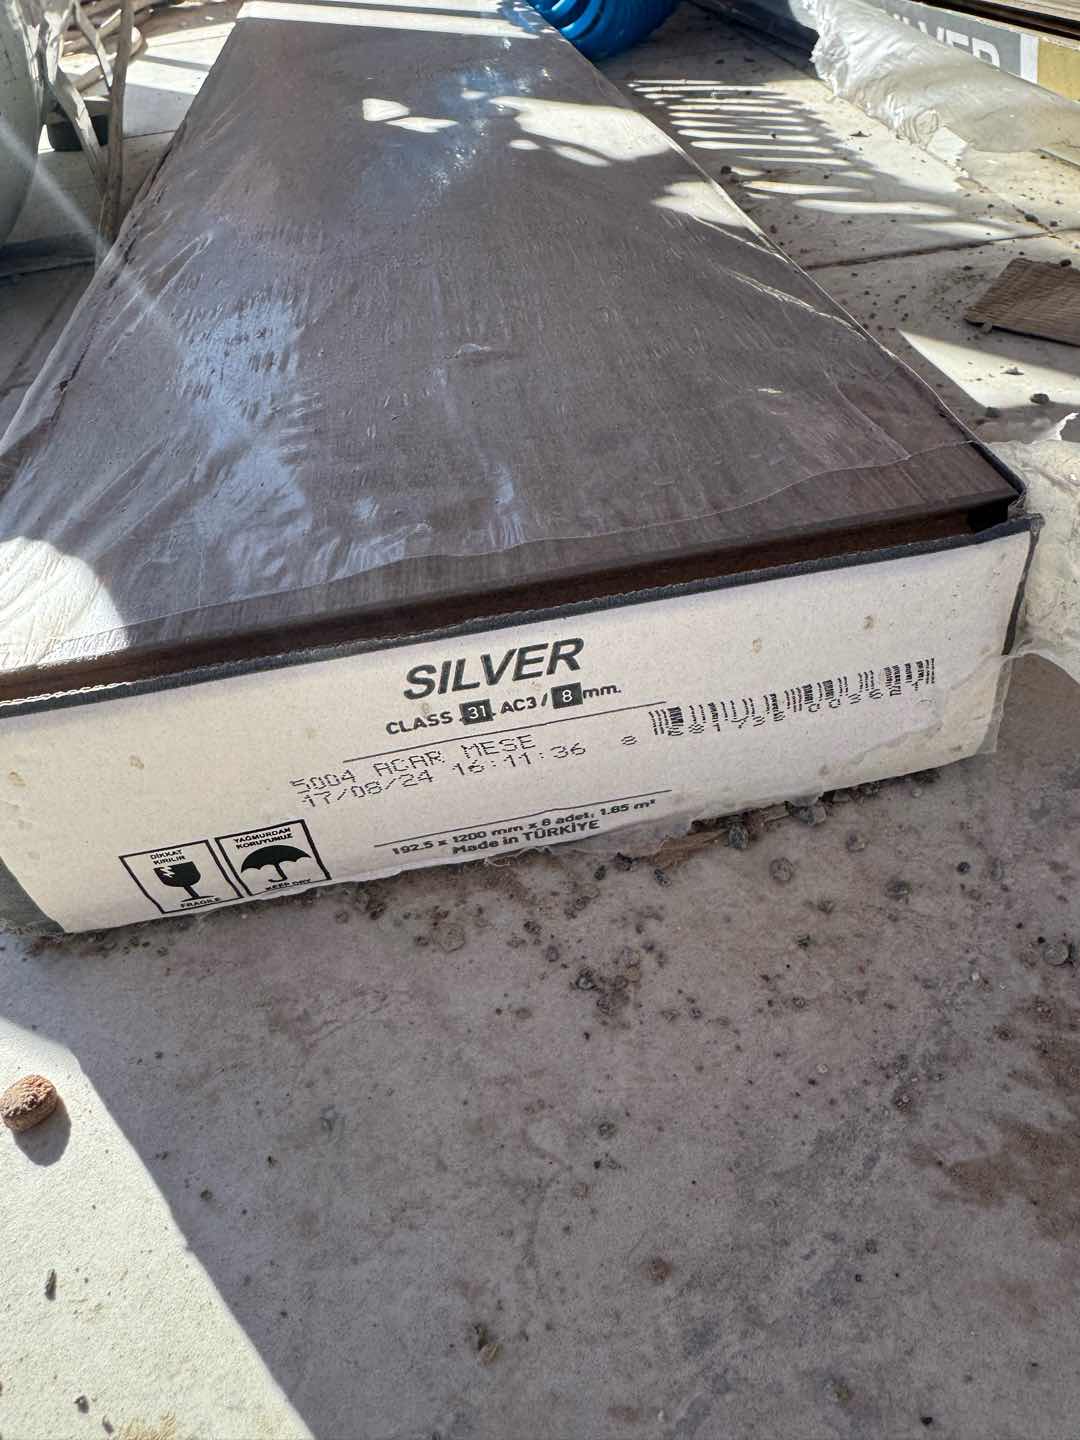 SILVER
CLASS 31 AC3 / 8 mm.
5004 ACAR MESE
17/08/24 16:11:36
192.5 x 1200 mm x 8 adet: 1.85 m²
Made in TÜRKİYE
DİKKAT
KIRILIR
FRAGILE
YAĞMURDAN
KORUYUNUZ
KEEP DRY